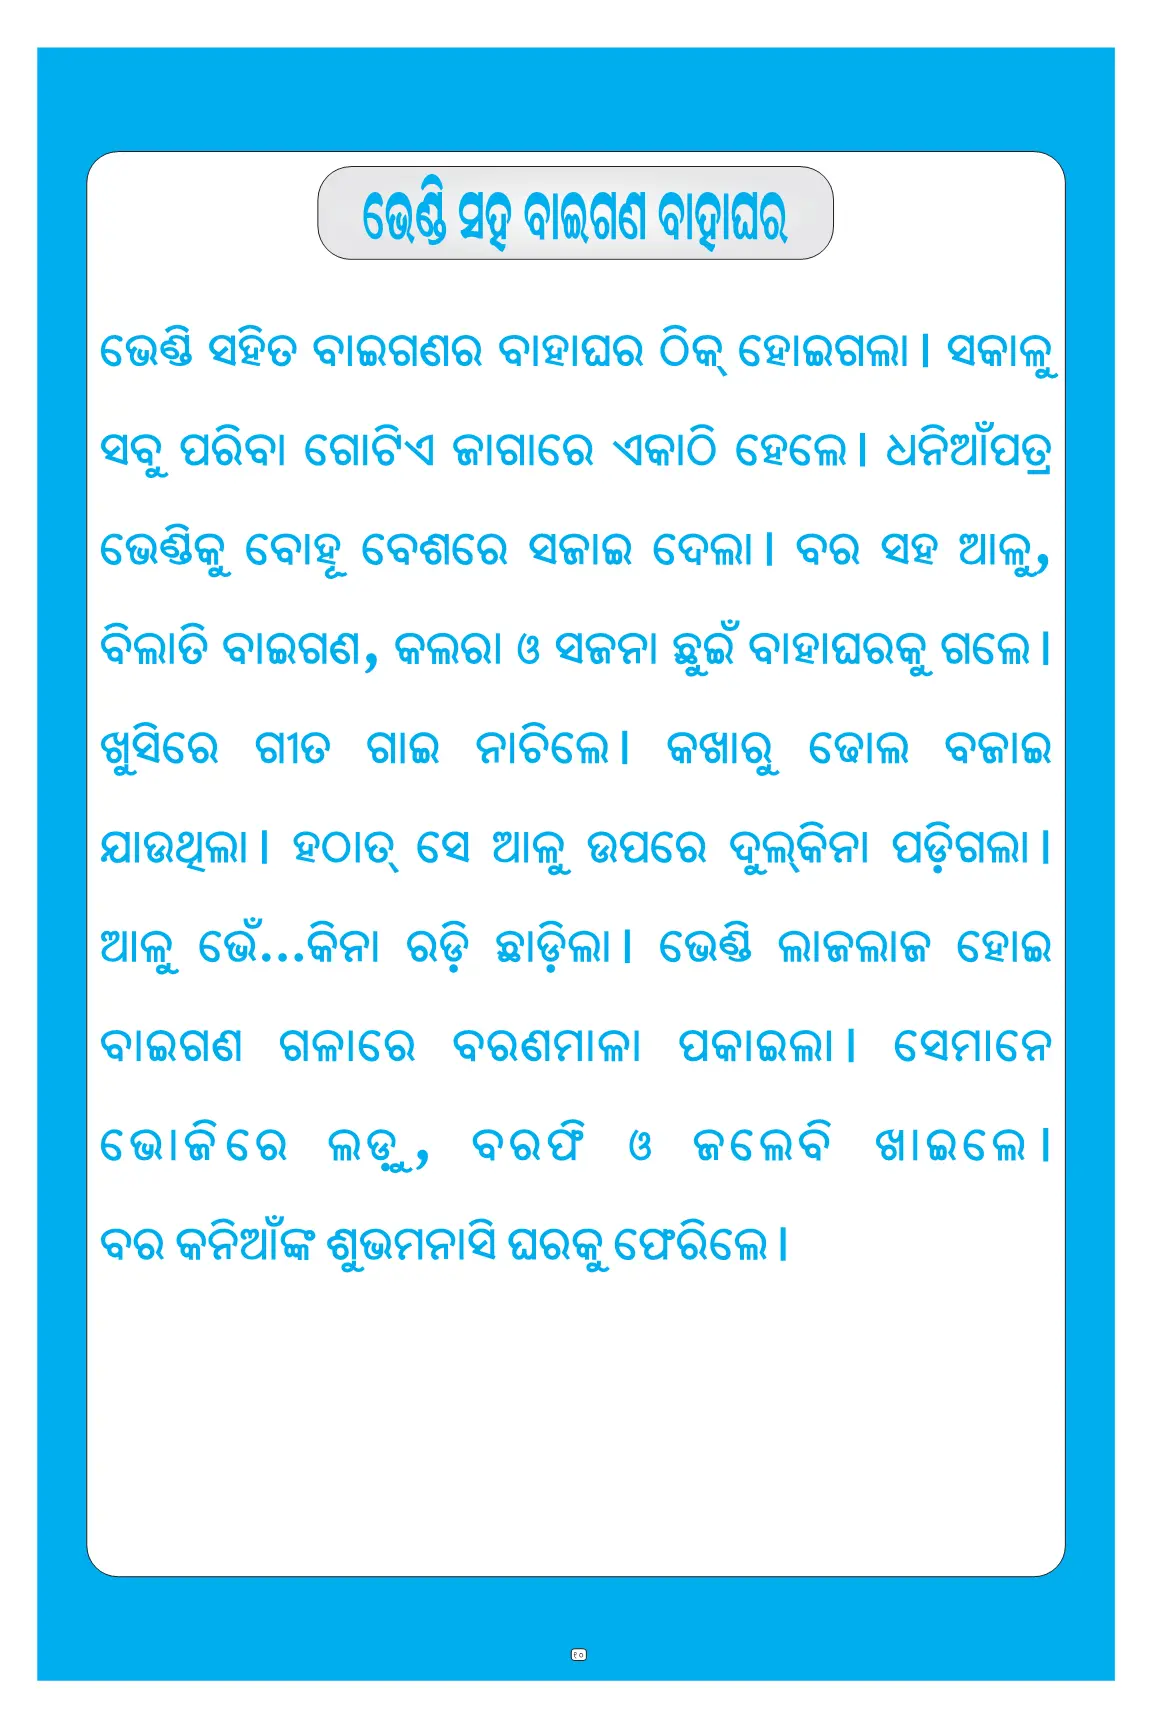 ଭେଣ୍ଡି ସହ ବାଇଗଣ ବାହାଘର
ଭେଣ୍ଡି ସହିତ ବାଇଗଣର ବାହାଘର ଠିକ୍ ହୋଇଗଲା। ସକାଳୁ
ସବୁ ପରିବା ଗୋଟିଏ ଜାଗାରେ ଏକାଠି ହେଲେ। ଧନିଆଁପତ୍ର
ଭେଣ୍ଡିକୁ ବୋହୂ ବେଶରେ ସଜାଇ ଦେଲା। ବର ସହ ଆଳୁ,
ବିଲାତି ବାଇଗଣ, କଲରା ଓ ସଜନା ଛୁଇଁ ବାହାଘରକୁ ଗଲେ।
ଖୁସିରେ ଗୀତ ଗାଇ ନାଚିଲେ। କଖାରୁ ଢୋଲ ବଜାଇ
ଯାଉଥିଲା। ହଠାତ୍ ସେ ଆଳୁ ଉପରେ ଦୁଲ୍‌କିନା ପଡ଼ିଗଲା।
ଆଳୁ ଭେଁ...କିନା ରଡ଼ି ଛାଡ଼ିଲା। ଭେଣ୍ଡି ଲାଜଲାଜ ହୋଇ
ବାଇଗଣ ଗଳାରେ ବରଣମାଳା ପକାଇଲା। ସେମାନେ
ଭୋଜିରେ ଲଡ଼ୁ, ବରଫି ଓ ଜଲେବି ଖାଇଲେ।
ବର କନିଆଁଙ୍କ ଶୁଭମନାସି ଘରକୁ ଫେରିଲେ।
୧୦